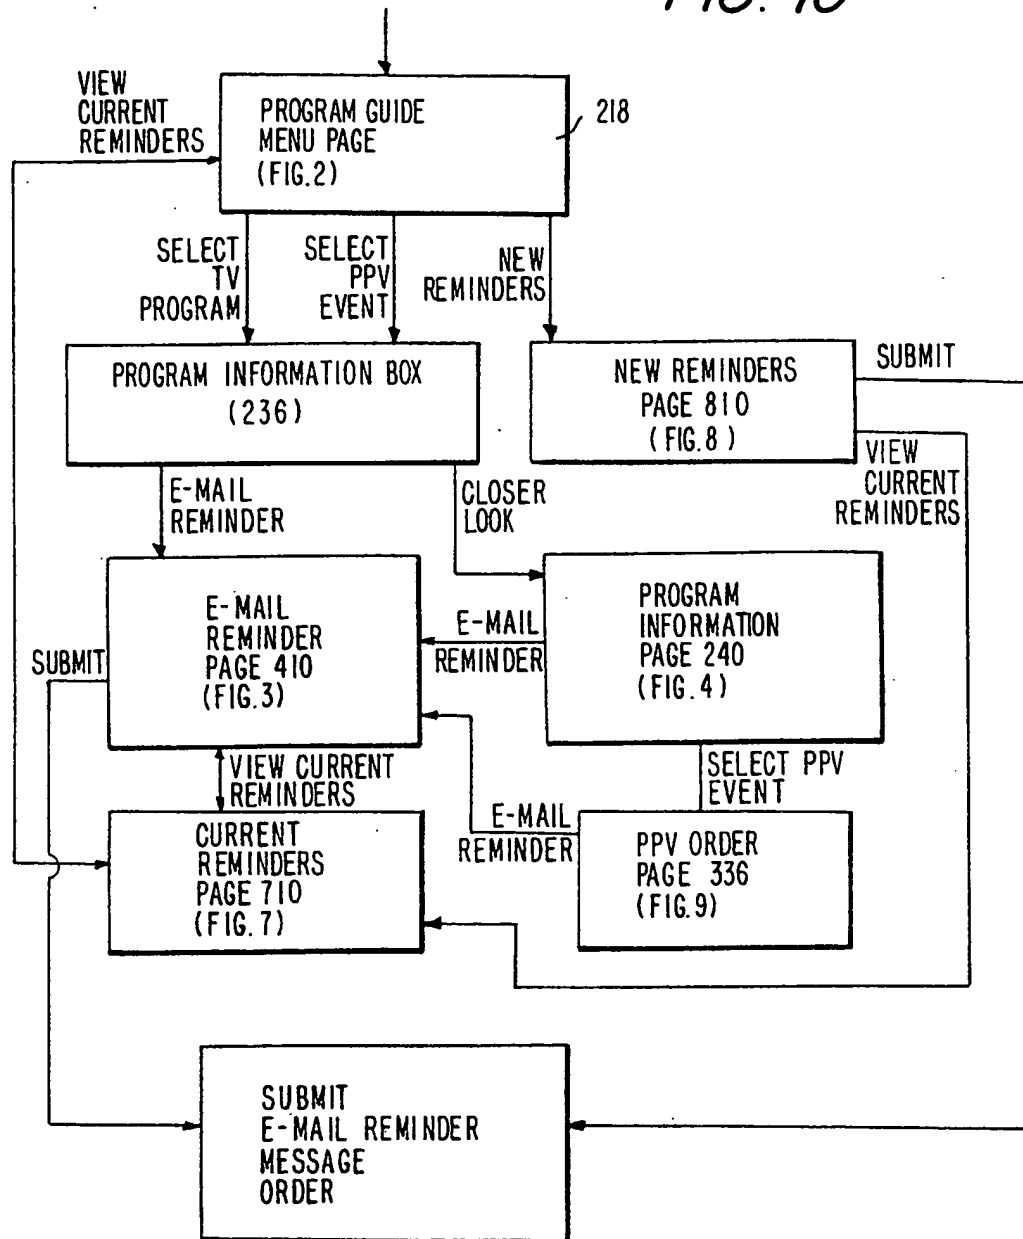 FIG. 10
VIEW
CURRENT
REMINDERS
PROGRAM GUIDE
MENU PAGE
(FIG.2)
218
SELECT
TV
PROGRAM
SELECT
PPV
EVENT
NEW
REMINDERS
PROGRAM INFORMATION BOX
(236)
NEW REMINDERS
PAGE 810
(FIG.8)
SUBMIT
VIEW
CURRENT
REMINDERS
E-MAIL
REMINDER
CLOSER
LOOK
E-MAIL
REMINDER
PAGE 410
(FIG.3)
E-MAIL
REMINDER
PROGRAM
INFORMATION
PAGE 240
(FIG.4)
SUBMIT
VIEW CURRENT
REMINDERS
SELECT PPV
EVENT
E-MAIL
REMINDER
CURRENT
REMINDERS
PAGE 710
(FIG.7)
PPV ORDER
PAGE 336
(FIG.9)
SUBMIT
E-MAIL REMINDER
MESSAGE
ORDER